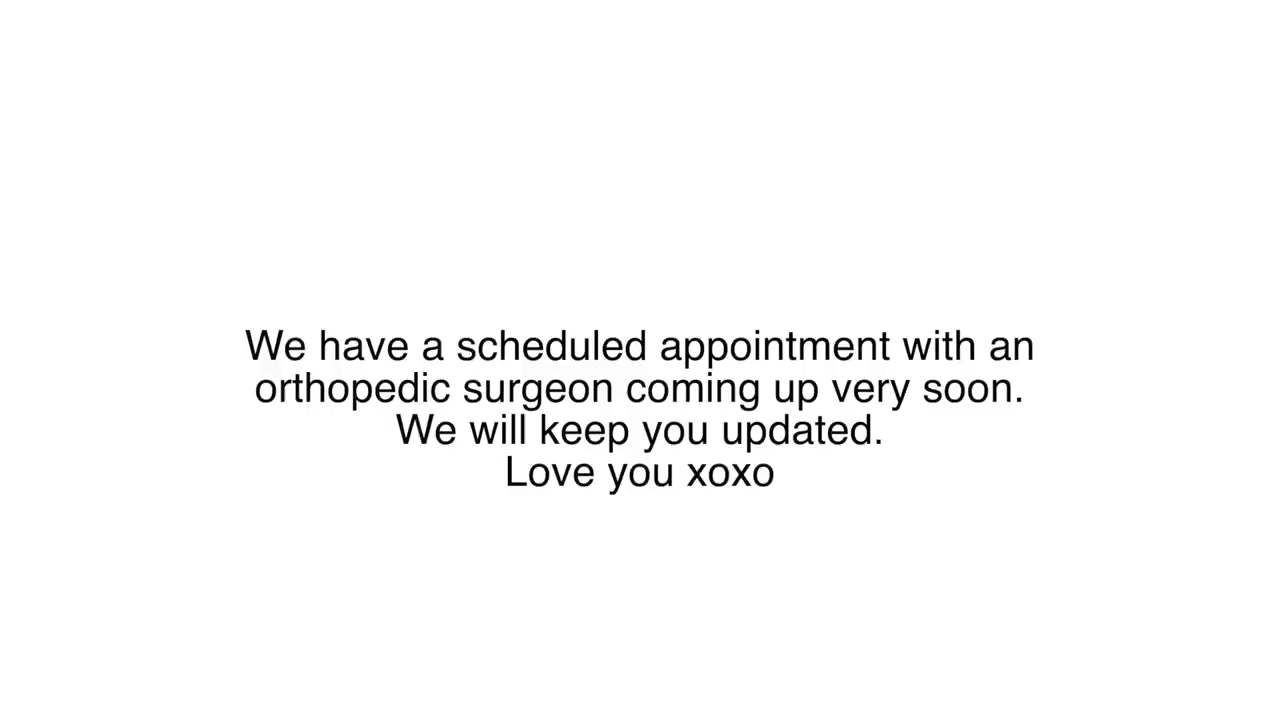 We have a scheduled appointment with an
orthopedic surgeon coming up very soon.
We will keep you updated.
Love you xoxo